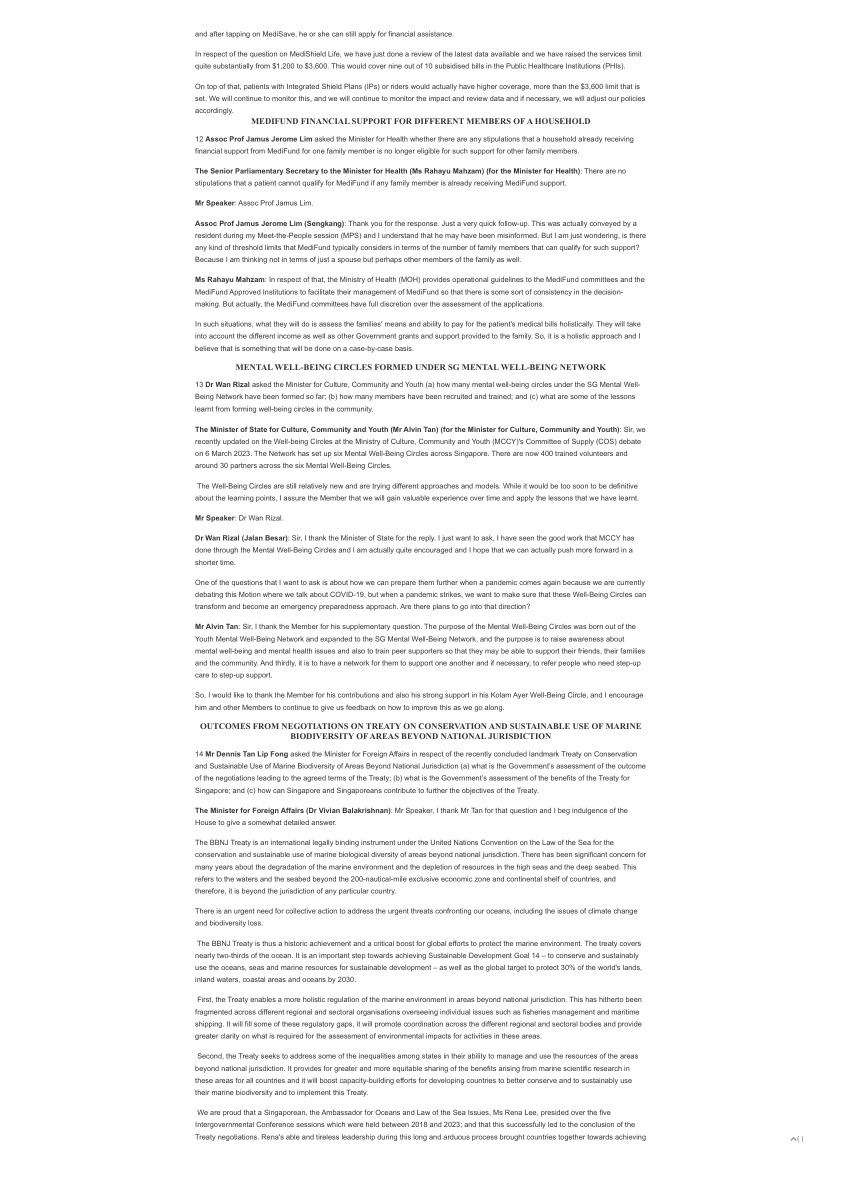 and after tapping on MediSave, he or she can still apply for financial assistance.
In respect of the question on MediShield Life, we have just done a review of the latest data available and we have raised the services limit
quite substantially from $1,200 to $3,600. This would cover nine out of 10 subsidised bills in the Public Healthcare Institutions (PHIs).
On top of that, patients with Integrated Shield Plans (IPs) or riders would actually have higher coverage, more than the $3,600 limit that is
set. We will continue to monitor this, and we will continue to monitor the impact and review data and if necessary, we will adjust our policies
accordingly.
MEDIFUND FINANCIAL SUPPORT FOR DIFFERENT MEMBERS OF A HOUSEHOLD
12 Assoc Prof Jamus Jerome Lim asked the Minister for Health whether there are any stipulations that a household already receiving
financial support from MediFund for one family member is no longer eligible for such support for other family members.
The Senior Parliamentary Secretary to the Minister for Health (Ms Rahayu Mahzam) (for the Minister for Health): There are no
stipulations that a patient cannot qualify for MediFund if any family member is already receiving MediFund support.
Mr Speaker: Assoc Prof Jamus Lim.
Assoc Prof Jamus Jerome Lim (Sengkang): Thank you for the response. Just a very quick follow-up. This was actually conveyed by a
resident during my Meet-the-People session (MPS) and I understand that he may have been misinformed. But I am just wondering, is there
any kind of threshold limits that MediFund typically considers in terms of the number of family members that can qualify for such support?
Because I am thinking not in terms of just a spouse but perhaps other members of the family as well.
Ms Rahayu Mahzam: In respect of that, the Ministry of Health (MOH) provides operational guidelines to the MediFund committees and the
MediFund Approved Institutions to facilitate their management of MediFund so that there is some sort of consistency in the decision-
making. But actually, the MediFund committees have full discretion over the assessment of the applications.
In such situations, what they will do is assess the families' means and ability to pay for the patient's medical bills holistically. They will take
into account the different income as well as other Government grants and support provided to the family. So, it is a holistic approach and I
believe that is something that will be done on a case-by-case basis.
MENTAL WELL-BEING CIRCLES FORMED UNDER SG MENTAL WELL-BEING NETWORK
13 Dr Wan Rizal asked the Minister for Culture, Community and Youth (a) how many mental well-being circles under the SG Mental Well-
Being Network have been formed so far; (b) how many members have been recruited and trained; and (c) what are some of the lessons
learnt from forming well-being circles in the community.
The Minister of State for Culture, Community and Youth (Mr Alvin Tan) (for the Minister for Culture, Community and Youth): Sir, we
recently updated on the Well-being Circles at the Ministry of Culture, Community and Youth (MCCY)'s Committee of Supply (COS) debate
on 6 March 2023. The Network has set up six Mental Well-Being Circles across Singapore. There are now 400 trained volunteers and
around 30 partners across the six Mental Well-Being Circles.
The Well-Being Circles are still relatively new and are trying different approaches and models. While it would be too soon to be definitive
about the learning points, I assure the Member that we will gain valuable experience over time and apply the lessons that we have learnt.
Mr Speaker: Dr Wan Rizal.
Dr Wan Rizal (Jalan Besar): Sir, I thank the Minister of State for the reply. I just want to ask, I have seen the good work that MCCY has
done through the Mental Well-Being Circles and I am actually quite encouraged and I hope that we can actually push more forward in a
shorter time.
One of the questions that I want to ask is about how we can prepare them further when a pandemic comes again because we are currently
debating this Motion where we talk about COVID-19, but when a pandemic strikes, we want to make sure that these Well-Being Circles can
transform and become an emergency preparedness approach. Are there plans to go into that direction?
Mr Alvin Tan: Sir, I thank the Member for his supplementary question. The purpose of the Mental Well-Being Circles was born out of the
Youth Mental Well-Being Network and expanded to the SG Mental Well-Being Network, and the purpose is to raise awareness about
mental well-being and mental health issues and also to train peer supporters so that they may be able to support their friends, their families
and the community. And thirdly, it is to have a network for them to support one another and if necessary, to refer people who need step-up
care to step-up support.
So, I would like to thank the Member for his contributions and also his strong support in his Kolam Ayer Well-Being Circle, and I encourage
him and other Members to continue to give us feedback on how to improve this as we go along.
OUTCOMES FROM NEGOTIATIONS ON TREATY ON CONSERVATION AND SUSTAINABLE USE OF MARINE
BIODIVERSITY OF AREAS BEYOND NATIONAL JURISDICTION
14 Mr Dennis Tan Lip Fong asked the Minister for Foreign Affairs in respect of the recently concluded landmark Treaty on Conservation
and Sustainable Use of Marine Biodiversity of Areas Beyond National Jurisdiction (a) what is the Government's assessment of the outcome
of the negotiations leading to the agreed terms of the Treaty; (b) what is the Government's assessment of the benefits of the Treaty for
Singapore; and (c) how can Singapore and Singaporeans contribute to further the objectives of the Treaty.
The Minister for Foreign Affairs (Dr Vivian Balakrishnan): Mr Speaker, I thank Mr Tan for that question and I beg indulgence of the
House to give a somewhat detailed answer.
The BBNJ Treaty is an international legally binding instrument under the United Nations Convention on the Law of the Sea for the
conservation and sustainable use of marine biological diversity of areas beyond national jurisdiction. There has been significant concern for
many years about the degradation of the marine environment and the depletion of resources in the high seas and the deep seabed. This
refers to the waters and the seabed beyond the 200-nautical-mile exclusive economic zone and continental shelf of countries, and
therefore, it is beyond the jurisdiction of any particular country.
There is an urgent need for collective action to address the urgent threats confronting our oceans, including the issues of climate change
and biodiversity loss.
The BBNJ Treaty is thus a historic achievement and a critical boost for global efforts to protect the marine environment. The treaty covers
nearly two-thirds of the ocean. It is an important step towards achieving Sustainable Development Goal 14 – to conserve and sustainably
use the oceans, seas and marine resources for sustainable development – as well as the global target to protect 30% of the world's lands,
inland waters, coastal areas and oceans by 2030.
First, the Treaty enables a more holistic regulation of the marine environment in areas beyond national jurisdiction. This has hitherto been
fragmented across different regional and sectoral organisations overseeing individual issues such as fisheries management and maritime
shipping. It will fill some of these regulatory gaps, it will promote coordination across the different regional and sectoral bodies and provide
greater clarity on what is required for the assessment of environmental impacts for activities in these areas.
Second, the Treaty seeks to address some of the inequalities among states in their ability to manage and use the resources of the areas
beyond national jurisdiction. It provides for greater and more equitable sharing of the benefits arising from marine scientific research in
these areas for all countries and it will boost capacity-building efforts for developing countries to better conserve and to sustainably use
their marine biodiversity and to implement this Treaty.
We are proud that a Singaporean, the Ambassador for Oceans and Law of the Sea Issues, Ms Rena Lee, presided over the five
Intergovernmental Conference sessions which were held between 2018 and 2023; and that this successfully led to the conclusion of the
Treaty negotiations. Rena's able and tireless leadership during this long and arduous process brought countries together towards achieving